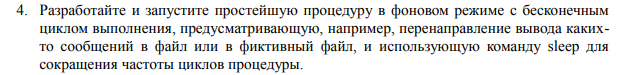 4. Разработайте и запустите простейшую процедуру в фоновом режиме с бесконечным
циклом выполнения, предусматривающую, например, перенаправление вывода каких-
то сообщений в файл или в фиктивный файл, и использующую команду sleep для
сокращения частоты циклов процедуры.